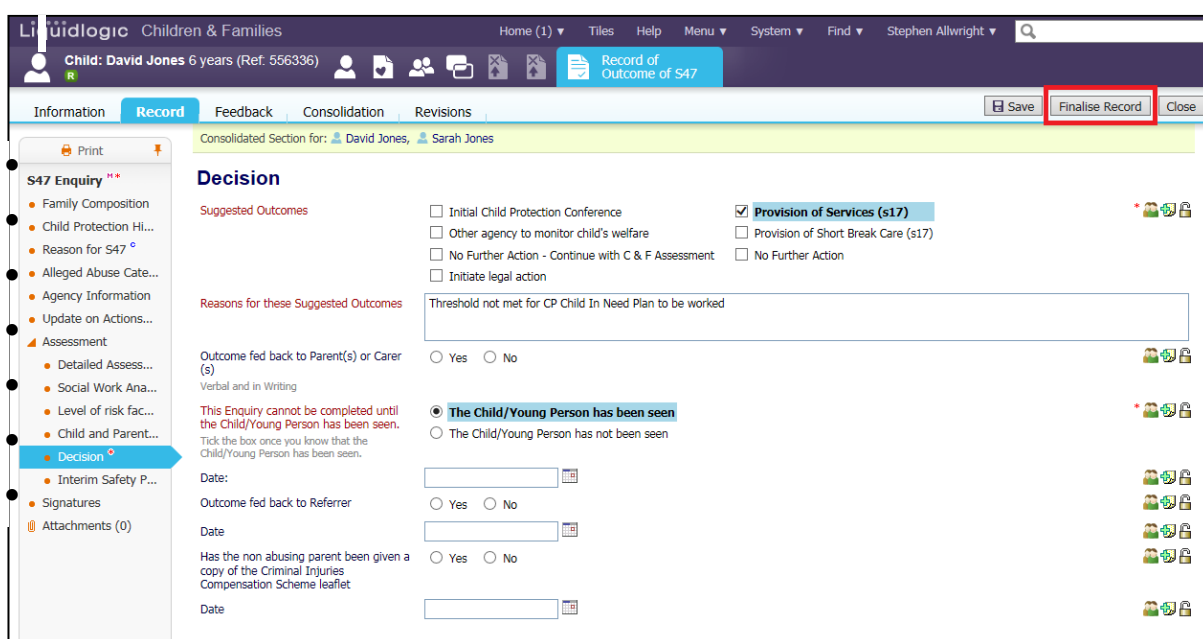 Liquidlogic Children & Families
Home (1) ▾ Tiles Help Menu ▾ System ▾ Find ▾ Stephen Allwright ▾
Child: David Jones 6 years (Ref: 556336)
R
Record of
Outcome of S47
Information Record Feedback Consolidation Revisions
Save Finalise Record Close
Print
Consolidated Section for: David Jones, Sarah Jones
S47 Enquiry M *
Family Composition
Child Protection Hi...
Reason for S47 C
Alleged Abuse Cate...
Agency Information
Update on Actions...
Assessment
Detailed Assess...
Social Work Ana...
Level of risk fac...
Child and Parent...
Decision *
Interim Safety P...
Signatures
Attachments (0)
Decision
Suggested Outcomes
Initial Child Protection Conference
Provision of Services (s17)
*
Other agency to monitor child's welfare
Provision of Short Break Care (s17)
No Further Action - Continue with C & F Assessment
No Further Action
Initiate legal action
Reasons for these Suggested Outcomes
Threshold not met for CP Child In Need Plan to be worked
Outcome fed back to Parent(s) or Carer
(s)
Verbal and in Writing
Yes No
This Enquiry cannot be completed until
the Child/Young Person has been seen.
Tick the box once you know that the
Child/Young Person has been seen.
The Child/Young Person has been seen
*
The Child/Young Person has not been seen
Date:
Outcome fed back to Referrer
Yes No
Date
Has the non abusing parent been given a
copy of the Criminal Injuries
Compensation Scheme leaflet
Yes No
Date